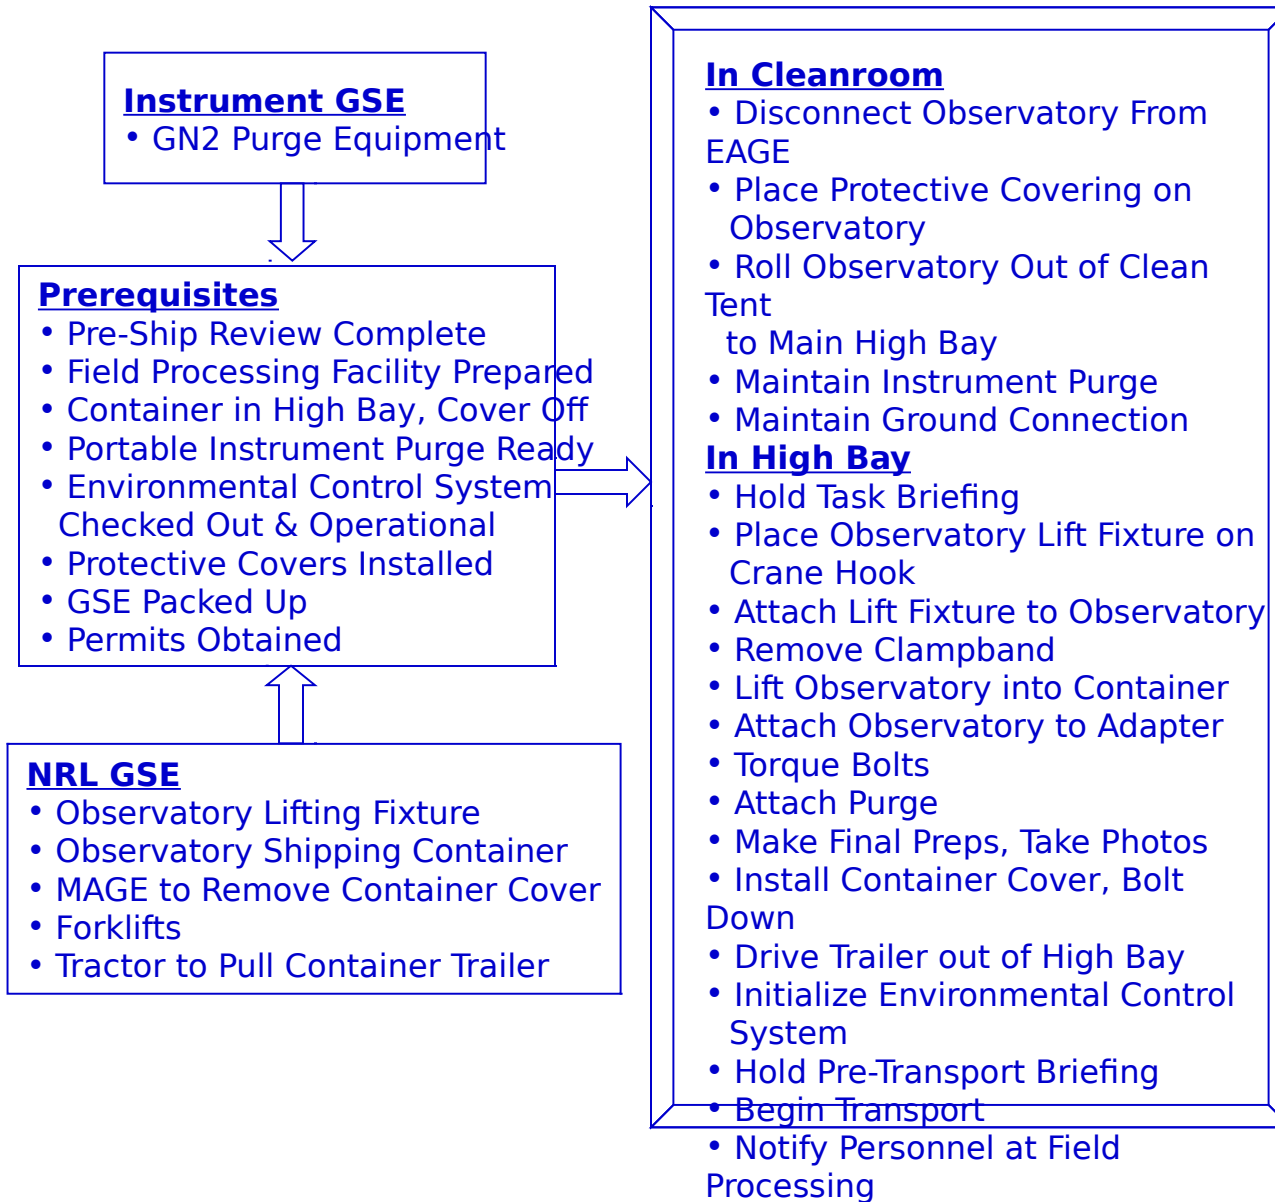 Instrument GSE
• GN2 Purge Equipment
Prerequisites
• Pre-Ship Review Complete
• Field Processing Facility Prepared
• Container in High Bay, Cover Off
• Portable Instrument Purge Ready
• Environmental Control System
Checked Out & Operational
• Protective Covers Installed
• GSE Packed Up
• Permits Obtained
NRL GSE
• Observatory Lifting Fixture
• Observatory Shipping Container
• MAGE to Remove Container Cover
• Forklifts
• Tractor to Pull Container Trailer
In Cleanroom
• Disconnect Observatory From
EAGE
• Place Protective Covering on
Observatory
• Roll Observatory Out of Clean
Tent
to Main High Bay
• Maintain Instrument Purge
• Maintain Ground Connection
In High Bay
• Hold Task Briefing
• Place Observatory Lift Fixture on
Crane Hook
• Attach Lift Fixture to Observatory
• Remove Clampband
• Lift Observatory into Container
• Attach Observatory to Adapter
• Torque Bolts
• Attach Purge
• Make Final Preps, Take Photos
• Install Container Cover, Bolt
Down
• Drive Trailer out of High Bay
• Initialize Environmental Control
System
• Hold Pre-Transport Briefing
• Begin Transport
• Notify Personnel at Field
Processing